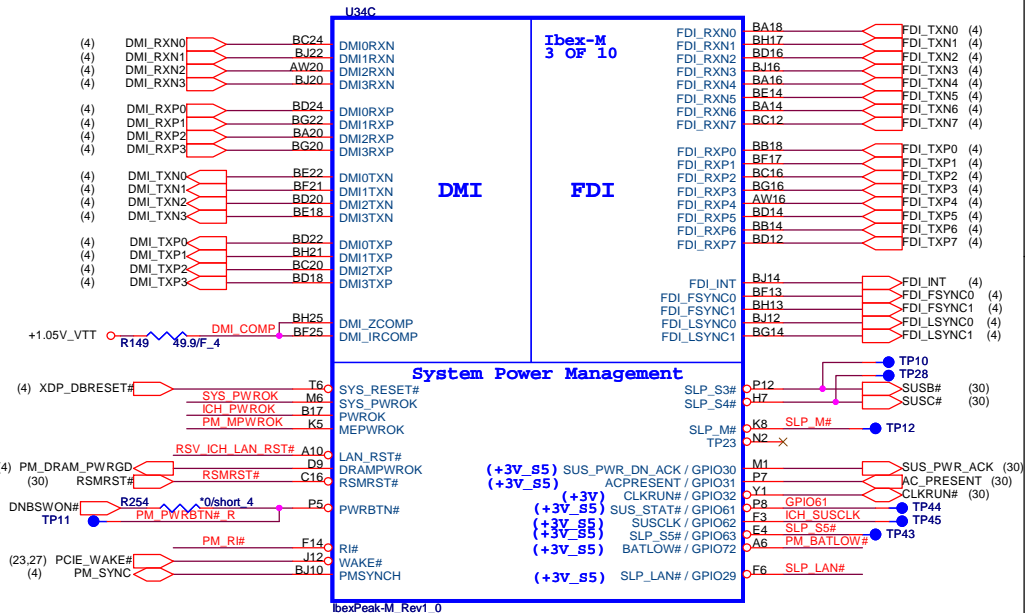 U34C
Ibex-M
3 OF 10
DMI
FDI
(4) DMI_RXN0 BC24 DMI0RXN
(4) DMI_RXN1 BJ22 DMI1RXN
(4) DMI_RXN2 AW20 DMI2RXN
(4) DMI_RXN3 BJ20 DMI3RXN
(4) DMI_RXP0 BD24 DMI0RXP
(4) DMI_RXP1 BG22 DMI1RXP
(4) DMI_RXP2 BA20 DMI2RXP
(4) DMI_RXP3 BG20 DMI3RXP
(4) DMI_TXN0 BE22 DMI0TXN
(4) DMI_TXN1 BF21 DMI1TXN
(4) DMI_TXN2 BD20 DMI2TXN
(4) DMI_TXN3 BE18 DMI3TXN
(4) DMI_TXP0 BD22 DMI0TXP
(4) DMI_TXP1 BH21 DMI1TXP
(4) DMI_TXP2 BC20 DMI2TXP
(4) DMI_TXP3 BD18 DMI3TXP
BH25 DMI_ZCOMP
+1.05V_VTT R149 49.9/F_4 DMI_COMP BF25 DMI_IRCOMP
FDI_RXN0 BA18 FDI_TXN0 (4)
FDI_RXN1 BH17 FDI_TXN1 (4)
FDI_RXN2 BD16 FDI_TXN2 (4)
FDI_RXN3 BJ16 FDI_TXN3 (4)
FDI_RXN4 BA16 FDI_TXN4 (4)
FDI_RXN5 BE14 FDI_TXN5 (4)
FDI_RXN6 BA14 FDI_TXN6 (4)
FDI_RXN7 BC12 FDI_TXN7 (4)
FDI_RXP0 BB18 FDI_TXP0 (4)
FDI_RXP1 BF17 FDI_TXP1 (4)
FDI_RXP2 BC16 FDI_TXP2 (4)
FDI_RXP3 BG16 FDI_TXP3 (4)
FDI_RXP4 AW16 FDI_TXP4 (4)
FDI_RXP5 BD14 FDI_TXP5 (4)
FDI_RXP6 BB14 FDI_TXP6 (4)
FDI_RXP7 BD12 FDI_TXP7 (4)
FDI_INT BJ14 FDI_INT (4)
FDI_FSYNC0 BF13 FDI_FSYNC0 (4)
FDI_FSYNC1 BH13 FDI_FSYNC1 (4)
FDI_LSYNC0 BJ12 FDI_LSYNC0 (4)
FDI_LSYNC1 BG14 FDI_LSYNC1 (4)
System Power Management
(4) XDP_DBRESET# T6 SYS_RESET#
SYS_PWROK M6 SYS_PWROK
ICH_PWROK B17 PWROK
PM_MPWROK K5 MEPWROK
RSV_ICH_LAN_RST# A10 LAN_RST#
4) PM_DRAM_PWRGD D9 DRAMPWROK
(30) RSMRST# RSMRST# C16 RSMRST#
DNBSWON# R254 *0/short_4 P5 PWRBTN#
TP11 PM_PWRBTN#_R
PM_RI# F14 RI#
(23,27) PCIE_WAKE# J12 WAKE#
(4) PM_SYNC BJ10 PMSYNCH
TP10
TP28
SLP_S3# P12 SUSB# (30)
SLP_S4# H7 SUSC# (30)
SLP_M# K8 SLP_M# TP12
TP23 N2
(+3V_S5) SUS_PWR_DN_ACK / GPIO30 M1 SUS_PWR_ACK (30)
(+3V_S5) ACPRESENT / GPIO31 P7 AC_PRESENT (30)
(+3V) CLKRUN# / GPIO32 Y1 CLKRUN# (30)
(+3V_S5) SUS_STAT# / GPIO61 P8 GPIO61 TP44
(+3V_S5) SUSCLK / GPIO62 F3 ICH_SUSCLK TP45
(+3V_S5) SLP_S5# / GPIO63 E4 SLP_S5# TP43
(+3V_S5) BATLOW# / GPIO72 A6 PM_BATLOW#
(+3V_S5) SLP_LAN# / GPIO29 F6 SLP_LAN#
IbexPeak-M_Rev1_0